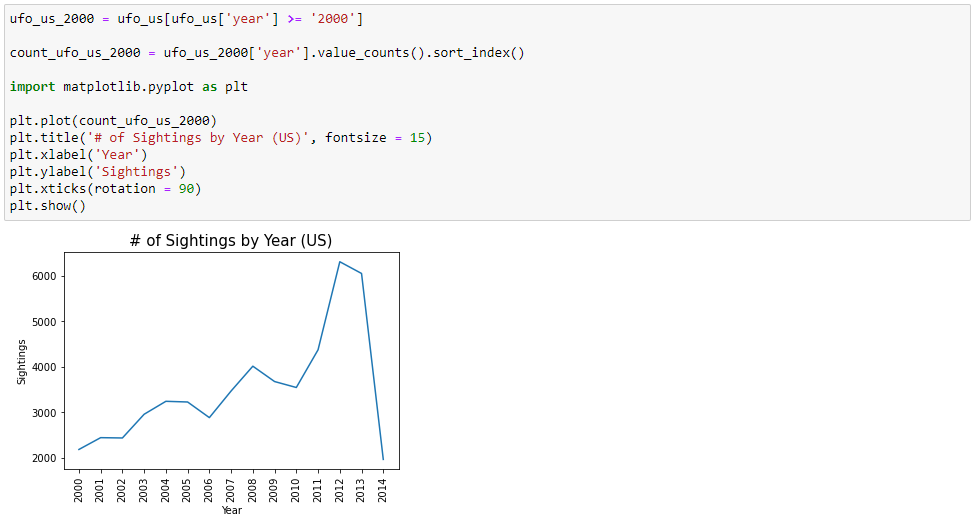 ufo_us_2000 = ufo_us[ufo_us['year'] >= '2000']
count_ufo_us_2000 = ufo_us_2000['year'].value_counts().sort_index()
import matplotlib.pyplot as plt
plt.plot(count_ufo_us_2000)
plt.title('# of Sightings by Year (US)', fontsize = 15)
plt.xlabel('Year')
plt.ylabel('Sightings')
plt.xticks(rotation = 90)
plt.show()
# of Sightings by Year (US)
6000
5000
4000
3000
2000
Sightings
2000 2001 2002 2003 2004 2005 2006 2007 2008 2009 2010 2011 2012 2013 2014
Year